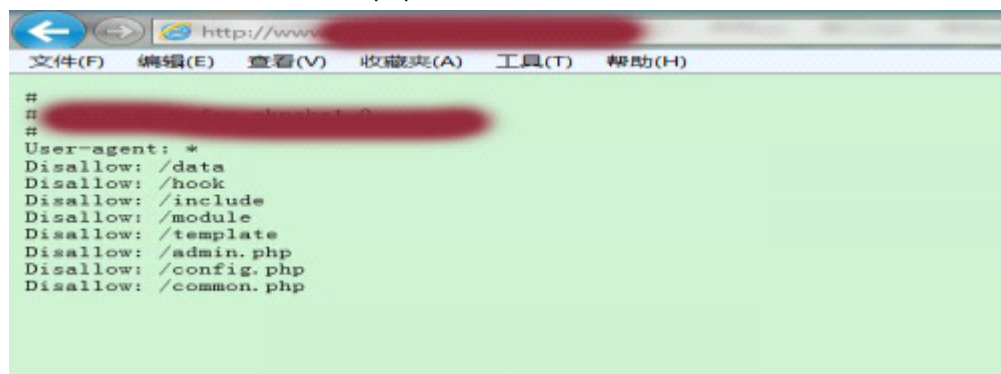 http://www
文件(F) 编辑(E) 查看(V) 收藏夹(A) 工具(T) 帮助(H)
#
#
#
User-agent: *
Disallow: /data
Disallow: /hook
Disallow: /include
Disallow: /module
Disallow: /template
Disallow: /admin.php
Disallow: /config.php
Disallow: /common.php